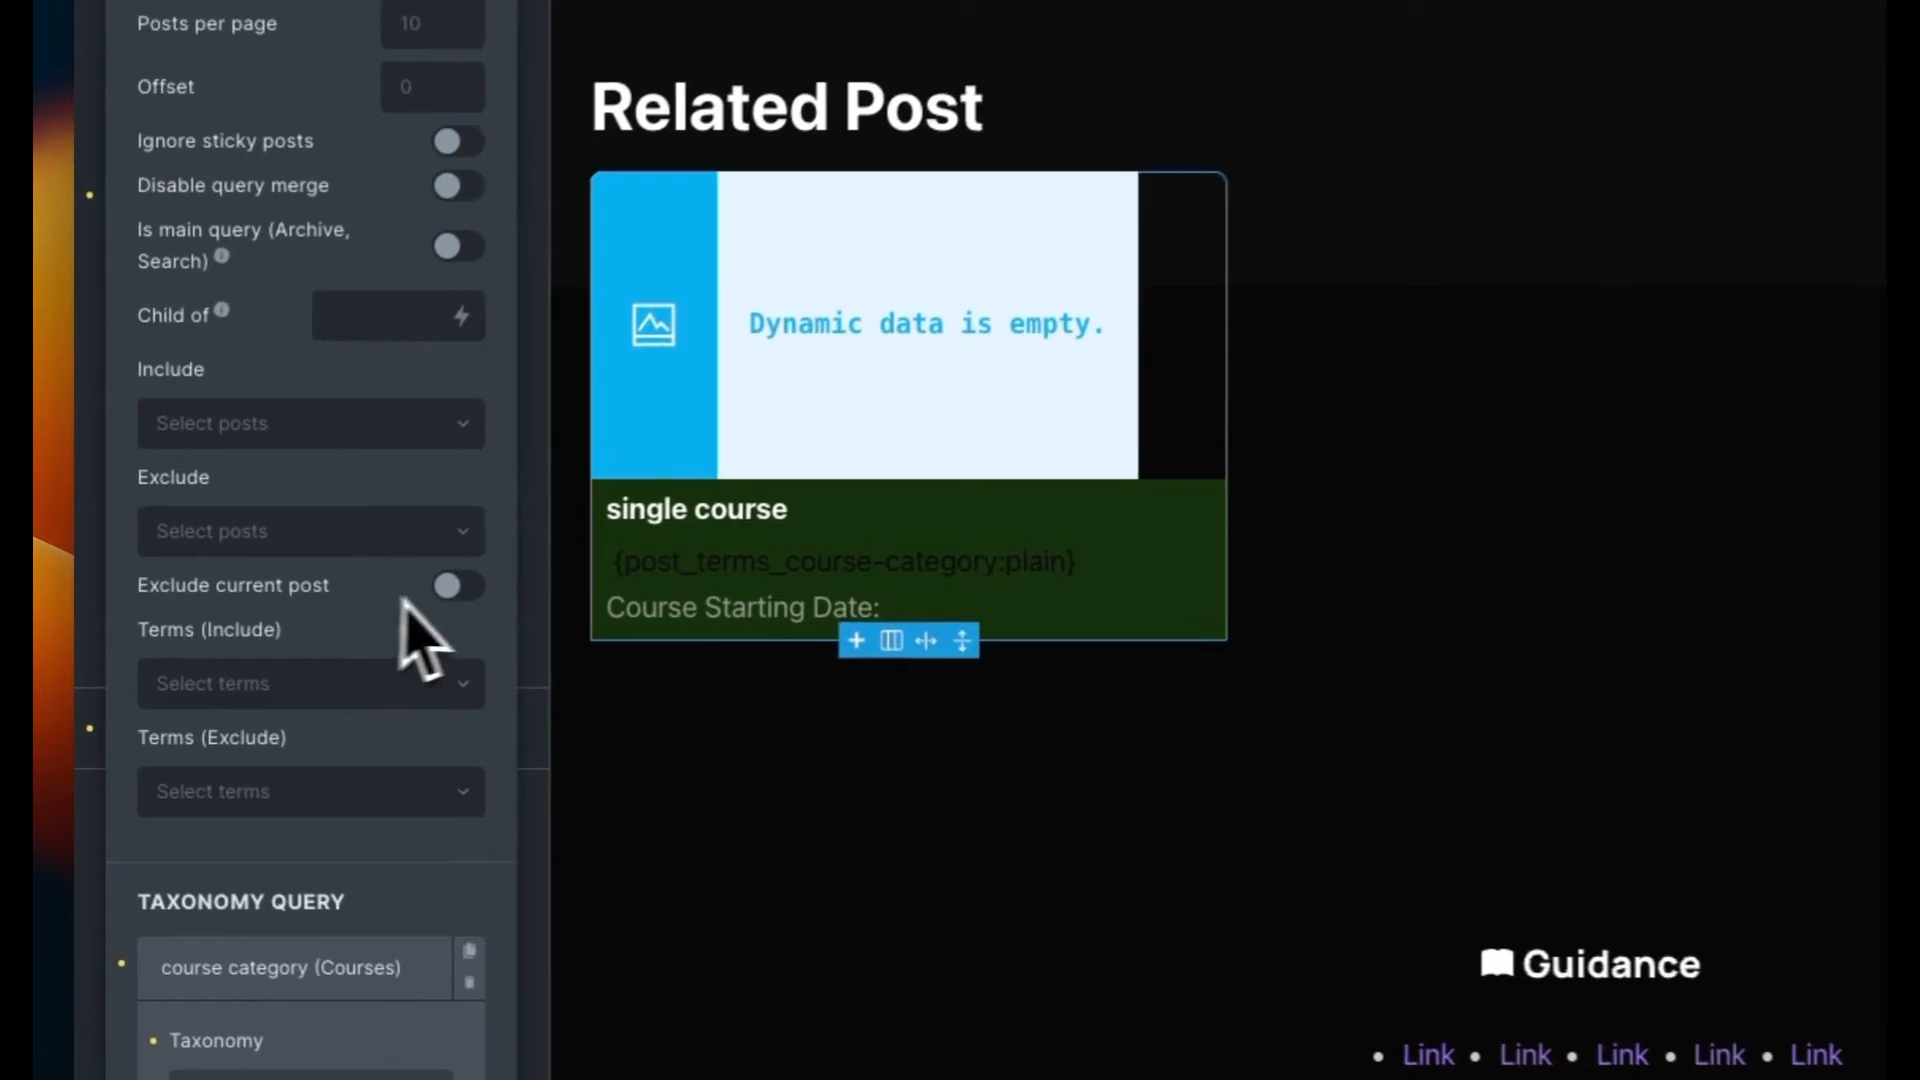 Posts per page
10
Offset
0
Ignore sticky posts
Disable query merge
Is main query (Archive,
Search)
Child of
Include
Select posts
Exclude
Select posts
Exclude current post
Terms (Include)
Select terms
Terms (Exclude)
Select terms
TAXONOMY QUERY
course category (Courses)
Taxonomy
Related Post
Dynamic data is empty.
single course
{post_terms_course-category:plain}
Course Starting Date:
Guidance
• Link • Link • Link • Link • Link